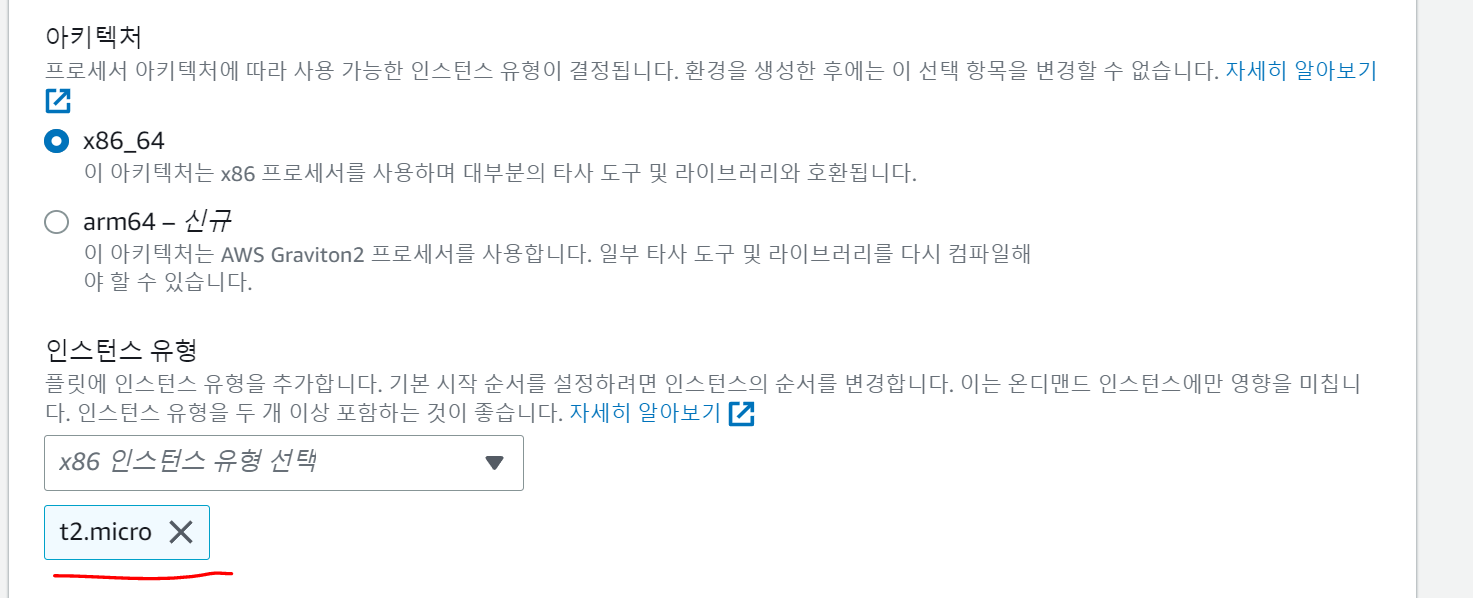 아키텍처
프로세서 아키텍처에 따라 사용 가능한 인스턴스 유형이 결정됩니다. 환경을 생성한 후에는 이 선택 항목을 변경할 수 없습니다. 자세히 알아보기
x86_64
이 아키텍처는 x86 프로세서를 사용하며 대부분의 타사 도구 및 라이브러리와 호환됩니다.
arm64 – 신규
이 아키텍처는 AWS Graviton2 프로세서를 사용합니다. 일부 타사 도구 및 라이브러리를 다시 컴파일해
야 할 수 있습니다.
인스턴스 유형
플릿에 인스턴스 유형을 추가합니다. 기본 시작 순서를 설정하려면 인스턴스의 순서를 변경합니다. 이는 온디맨드 인스턴스에만 영향을 미칩니
다. 인스턴스 유형을 두 개 이상 포함하는 것이 좋습니다. 자세히 알아보기
x86 인스턴스 유형 선택
t2.micro